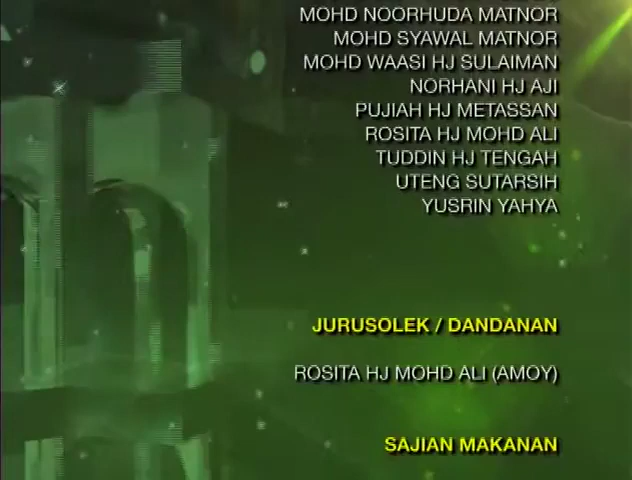 MOHD NOORHUDA MATNOR
MOHD SYAWAL MATNOR
MOHD WAASI HJ SULAIMAN
NORHANI HJ AJI
PUJIAH HJ METASSAN
ROSITA HJ MOHD ALI
TUDDIN HJ TENGAH
UTENG SUTARSIH
YUSRIN YAHYA
JURUSOLEK / DANDANAN
ROSITA HJ MOHD ALI (AMOY)
SAJIAN MAKANAN